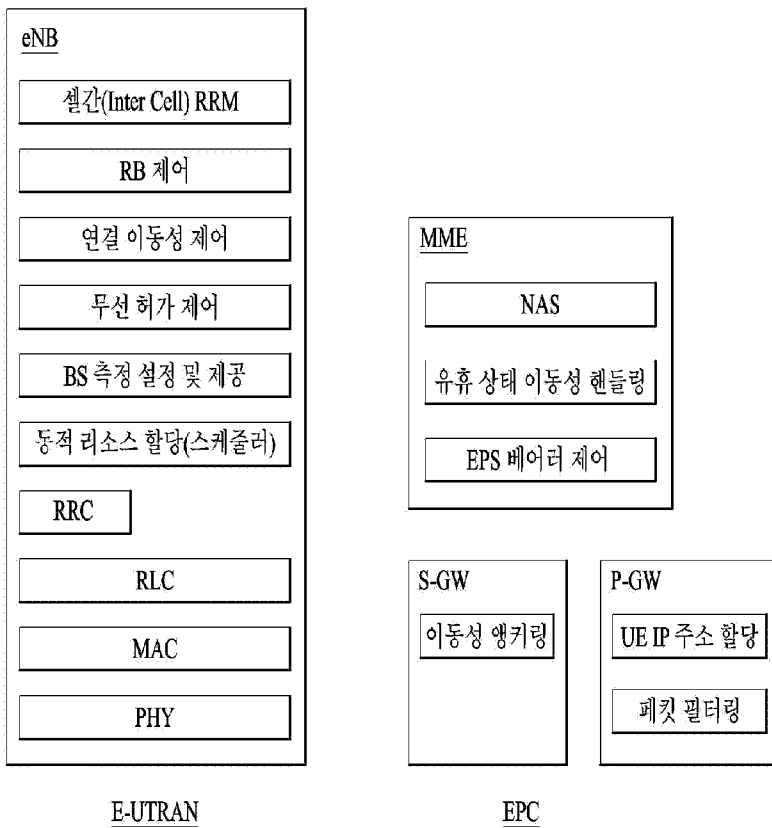 eNB
셀간(Inter Cell) RRM
RB 제어
연결 이동성 제어
무선 허가 제어
BS 측정 설정 및 제공
동적 리소스 할당(스케줄러)
RRC
RLC
MAC
PHY
E-UTRAN
MME
NAS
유휴 상태 이동성 핸들링
EPS 베어러 제어
S-GW
이동성 앵커링
P-GW
UE IP 주소 할당
페킷 필터링
EPC